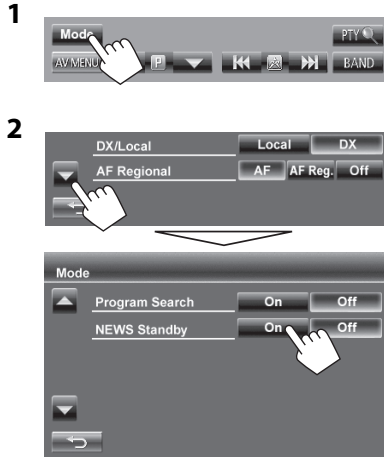 1
Mode PTY
AV MENU P BAND
2
DX/Local Local DX
AF Regional AF AF Reg. Off
Mode
Program Search On Off
NEWS Standby On Off